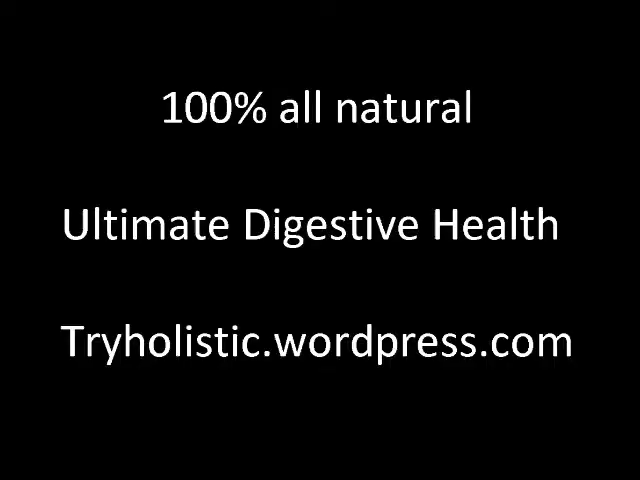 100% all natural
Ultimate Digestive Health
Tryholistic.wordpress.com